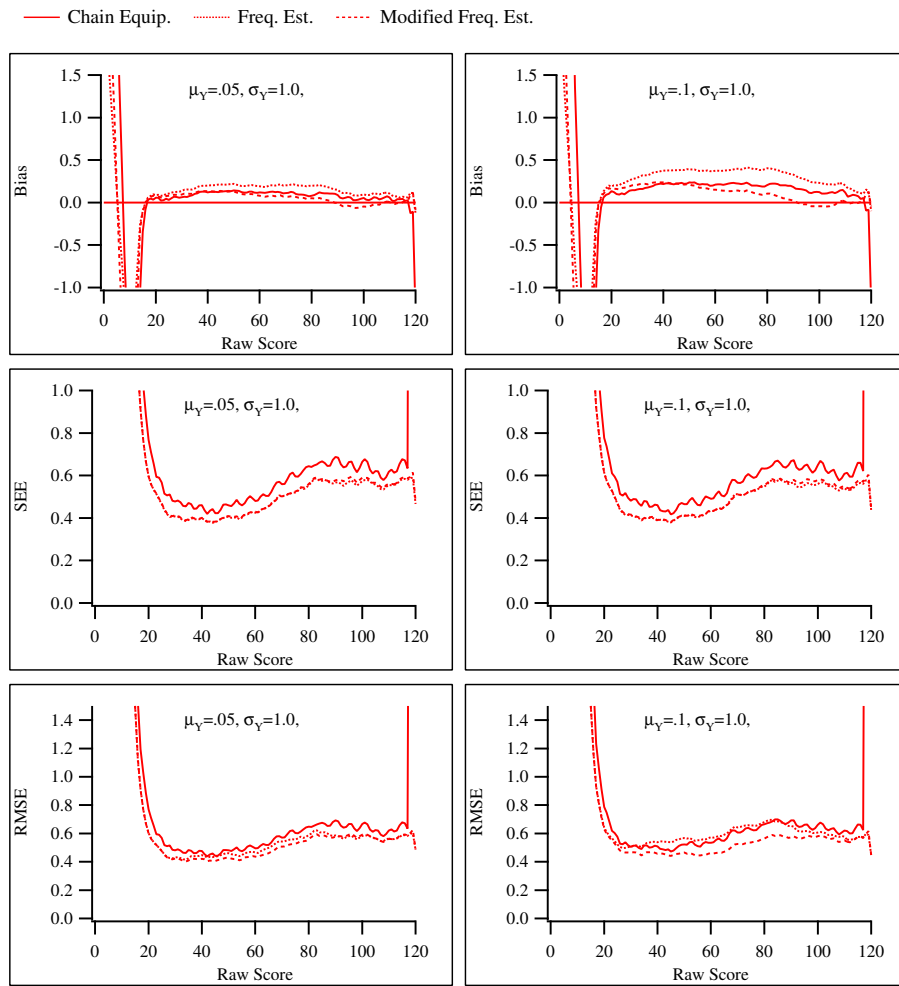 Chain Equip. Freq. Est. Modified Freq. Est.
μY=.05, σY=1.0,
Bias
1.5
1.0
0.5
0.0
-0.5
-1.0
0 20 40 60 80 100 120
Raw Score
μY=.1, σY=1.0,
Bias
1.5
1.0
0.5
0.0
-0.5
-1.0
0 20 40 60 80 100 120
Raw Score
μY=.05, σY=1.0,
SEE
1.0
0.8
0.6
0.4
0.2
0.0
0 20 40 60 80 100 120
Raw Score
μY=.1, σY=1.0,
SEE
1.0
0.8
0.6
0.4
0.2
0.0
0 20 40 60 80 100 120
Raw Score
μY=.05, σY=1.0,
RMSE
1.4
1.2
1.0
0.8
0.6
0.4
0.2
0.0
0 20 40 60 80 100 120
Raw Score
μY=.1, σY=1.0,
RMSE
1.4
1.2
1.0
0.8
0.6
0.4
0.2
0.0
0 20 40 60 80 100 120
Raw Score